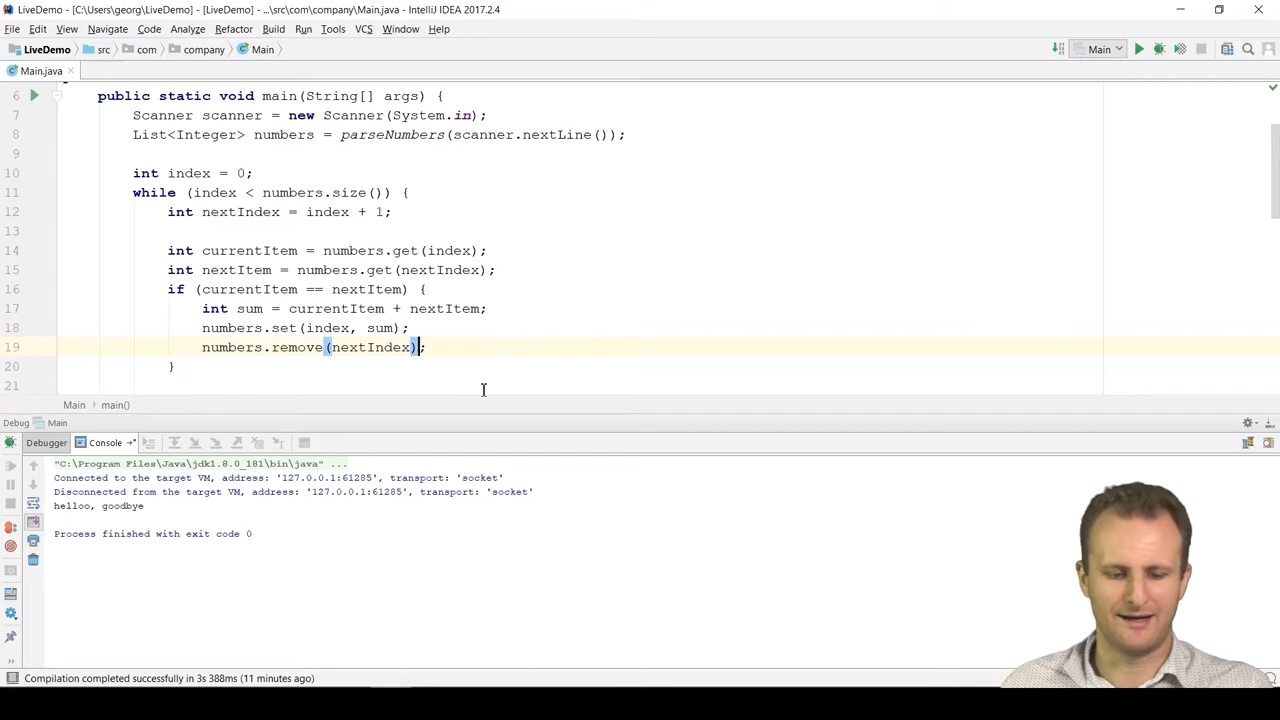 LiveDemo - [C:\Users\georg\LiveDemo] - [LiveDemo] - ...\src\com\company\Main.java - IntelliJ IDEA 2017.2.4
File Edit View Navigate Code Analyze Refactor Build Run Tools VCS Window Help
LiveDemo src com company Main Main
Main.java
6 public static void main(String[] args) {
7 Scanner scanner = new Scanner(System.in);
8 List<Integer> numbers = parseNumbers(scanner.nextLine());
9
10 int index = 0;
11 while (index < numbers.size()) {
12 int nextIndex = index + 1;
13
14 int currentItem = numbers.get(index);
15 int nextItem = numbers.get(nextIndex);
16 if (currentItem == nextItem) {
17 int sum = currentItem + nextItem;
18 numbers.set(index, sum);
19 numbers.remove(nextIndex);
20 }
21
Main main()
Debug Main
Debugger Console
"C:\Program Files\Java\jdk1.8.0_181\bin\java" ...
Connected to the target VM, address: '127.0.0.1:61285', transport: 'socket'
Disconnected from the target VM, address: '127.0.0.1:61285', transport: 'socket'
helloo, goodbye
Process finished with exit code 0
Compilation completed successfully in 3s 388ms (11 minutes ago)